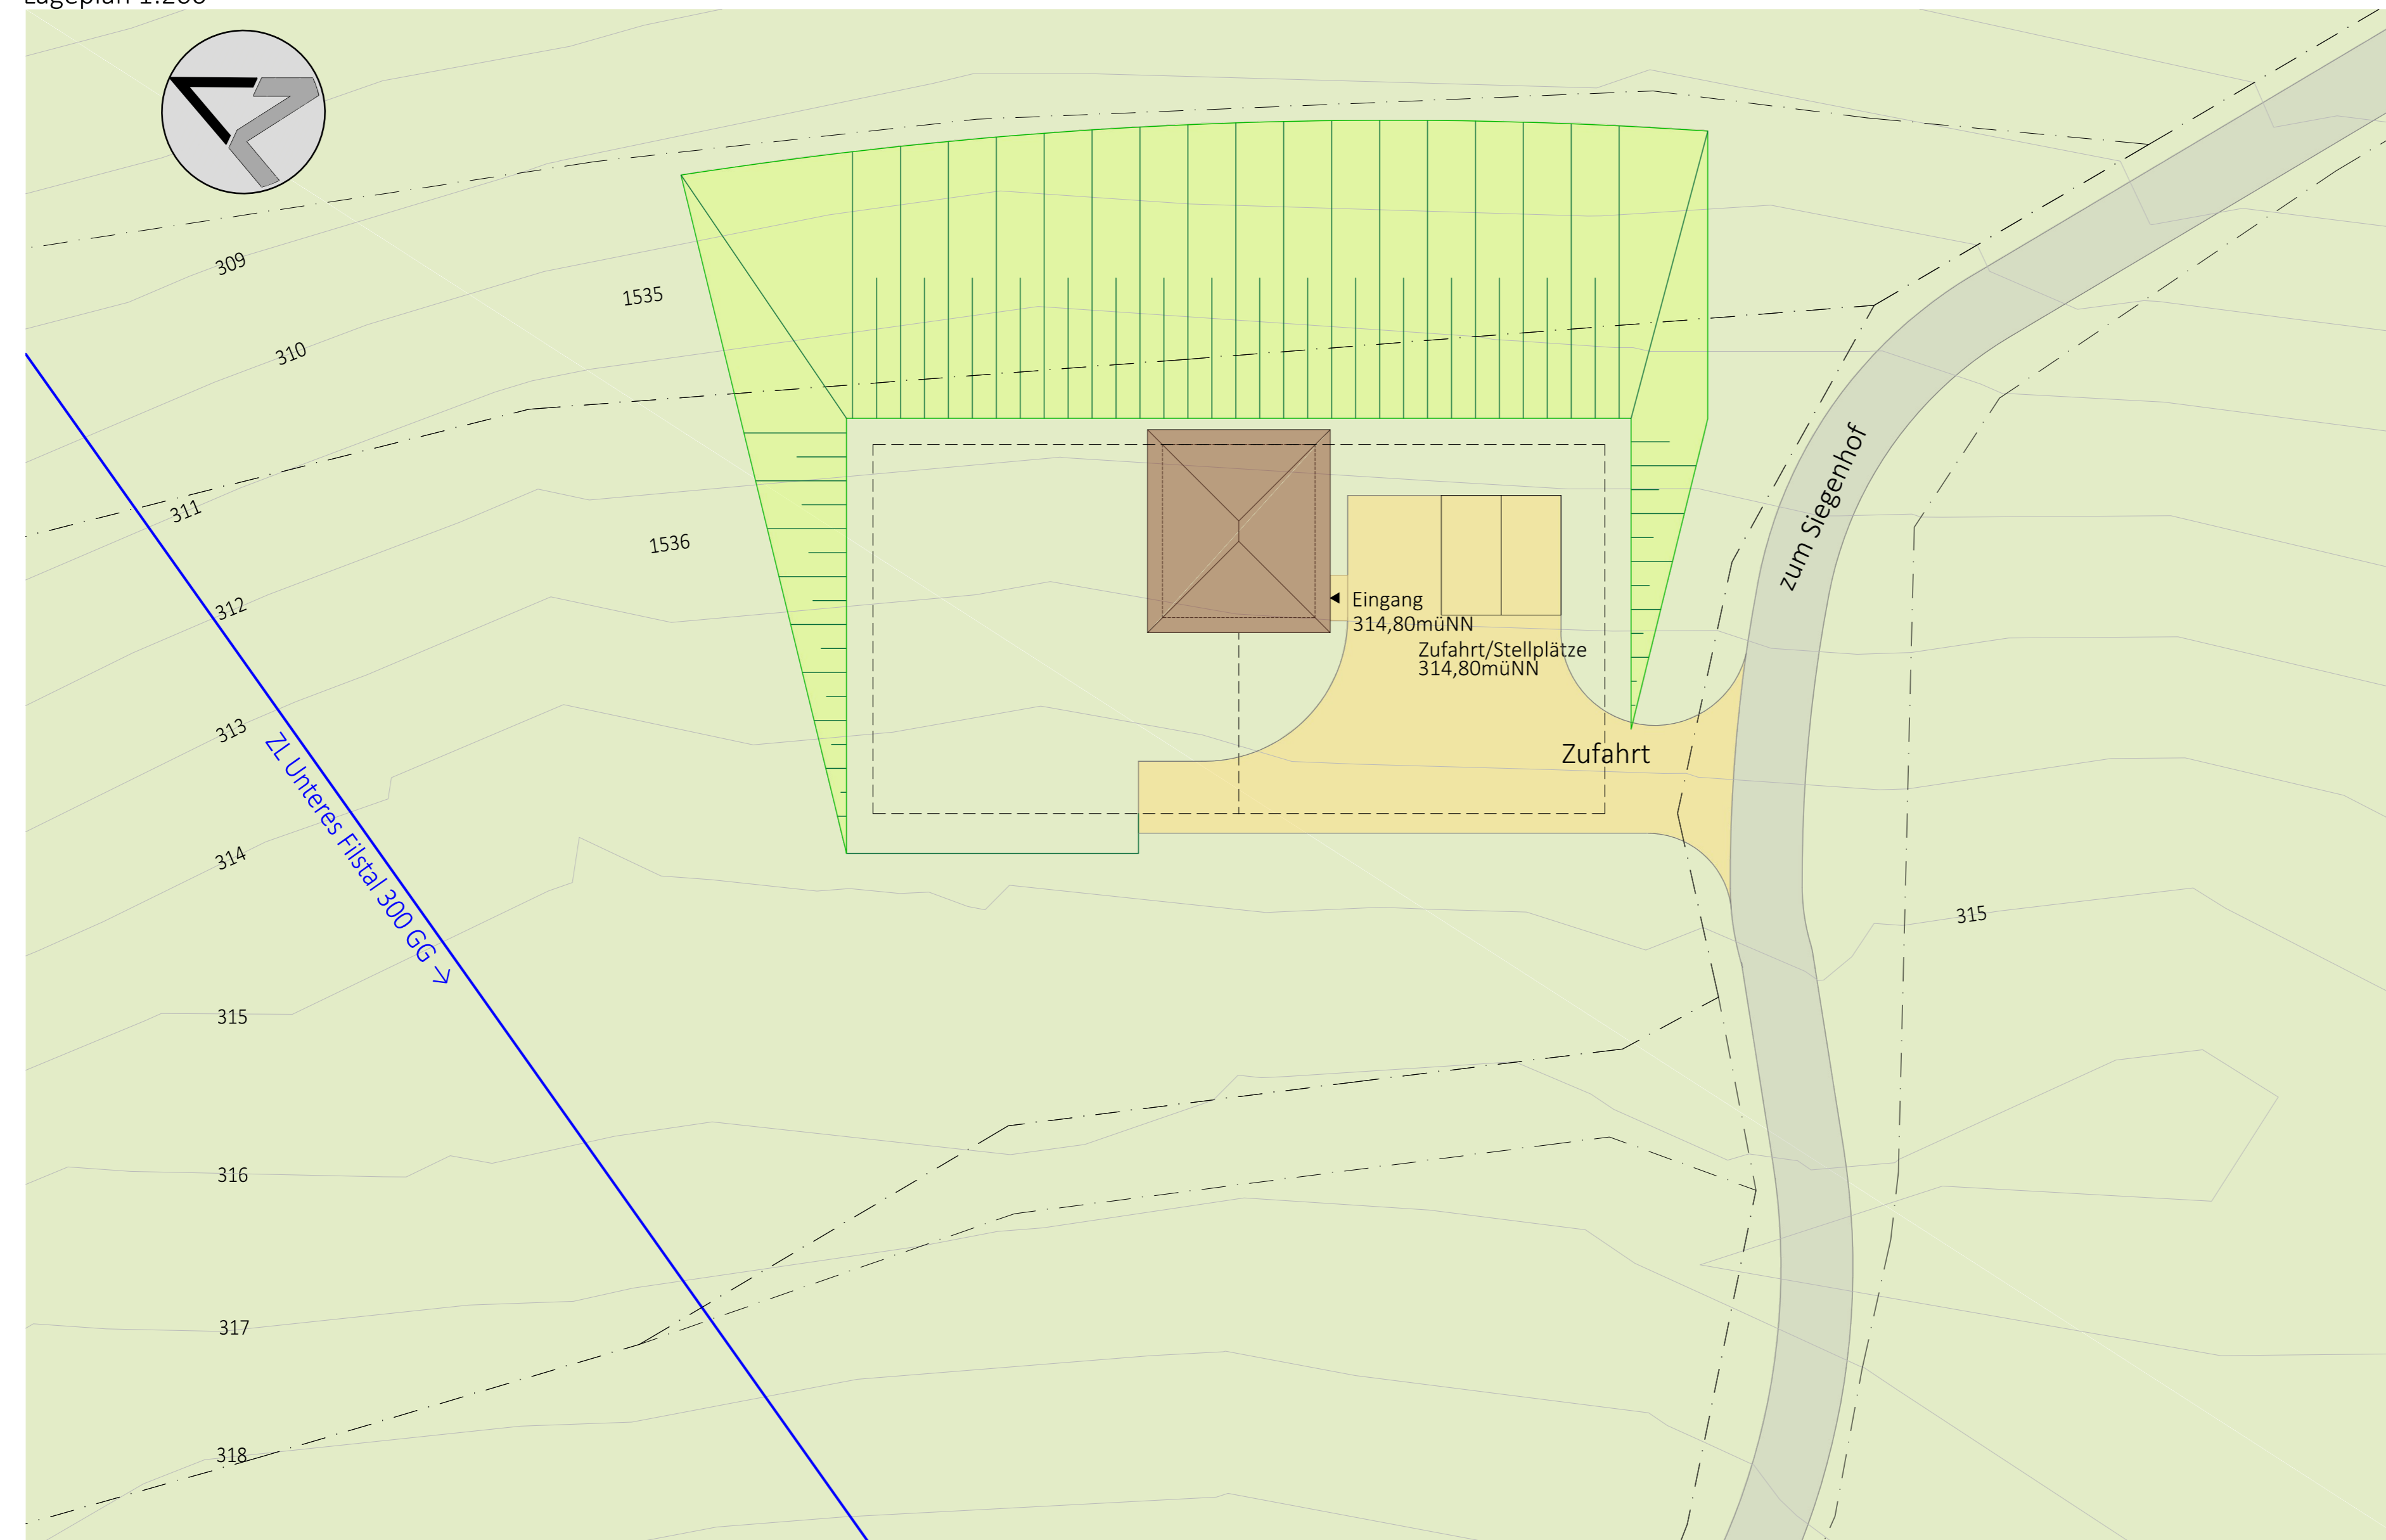 Lageplan 1:200
309
1535
310
zum Siegenhof
311
1536
Eingang
314,80müNN
312
Zufahrt/Stellplätze
314,80müNN
313
ZL Unteres Filstal 300 GG →
Zufahrt
314
315
315
316
317
318